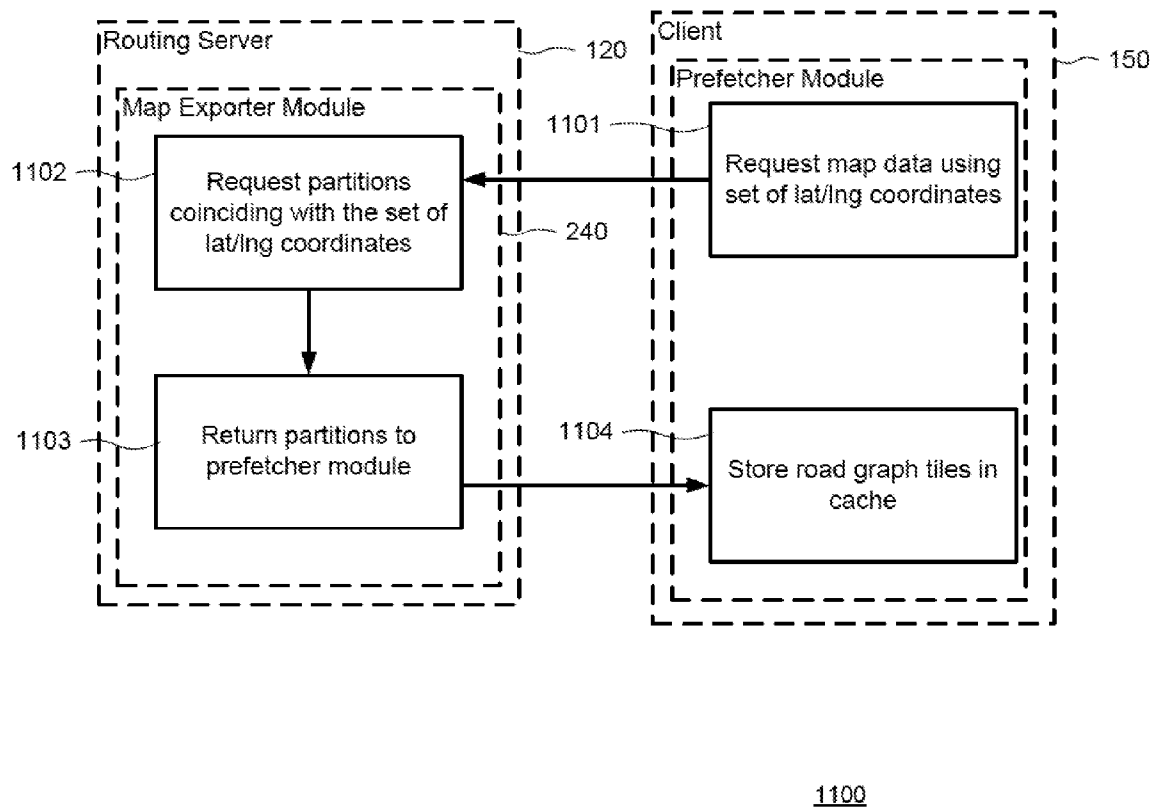 Routing Server
120
Map Exporter Module
1102
Request partitions
coinciding with the set of
lat/lng coordinates
240
1103
Return partitions to
prefetcher module
Client
150
Prefetcher Module
1101
Request map data using
set of lat/lng coordinates
1104
Store road graph tiles in
cache
1100